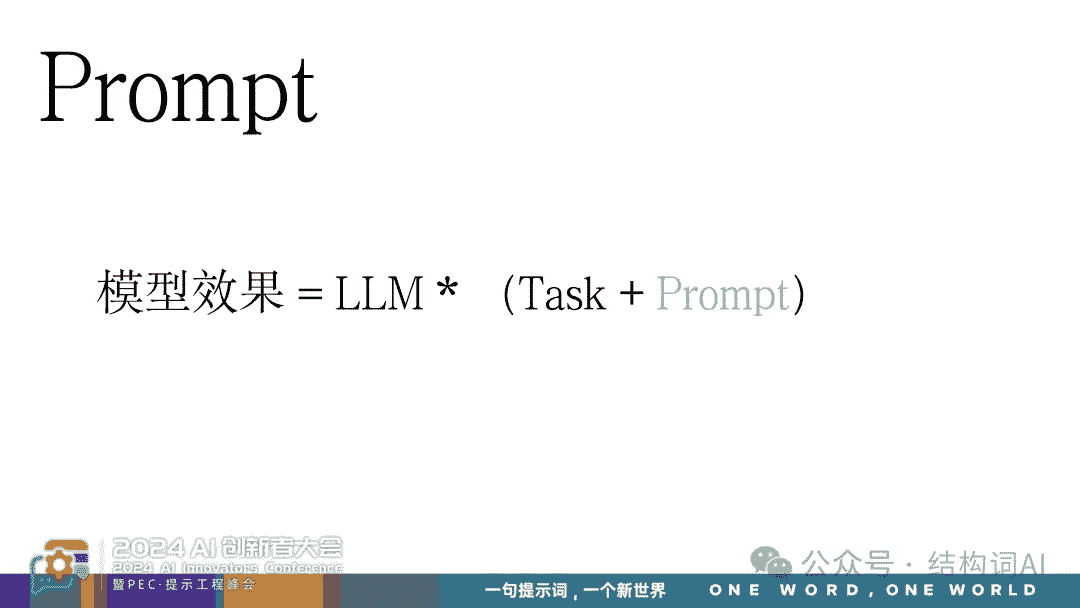 Prompt
模型效果 = LLM * （Task + Prompt）
2024 AI 创新者大会
2024 AI Innovators Conference
暨PEC·提示工程峰会
一句提示词，一个新世界
ONE WORD, ONE WORLD
公众号 · 结构词AI